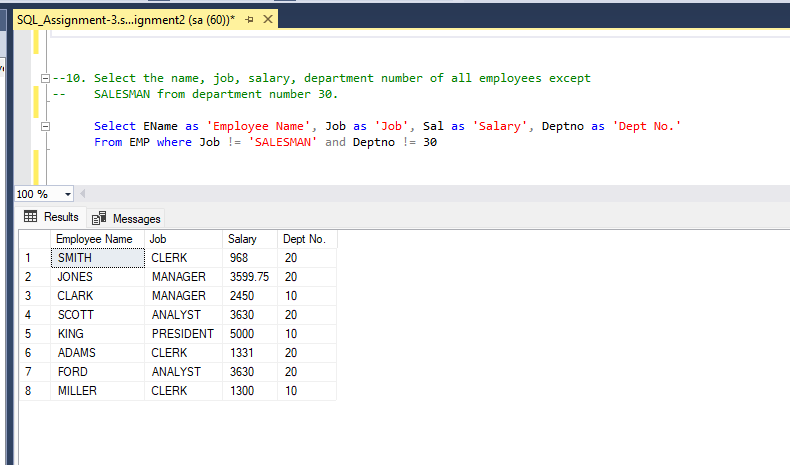 SQL_Assignment-3.s...ignment2 (sa (60))*
--10. Select the name, job, salary, department number of all employees except
-- SALESMAN from department number 30.
Select EName as 'Employee Name', Job as 'Job', Sal as 'Salary', Deptno as 'Dept No.'
From EMP where Job != 'SALESMAN' and Deptno != 30
100 %
Results Messages
Employee Name Job Salary Dept No.
1 SMITH CLERK 968 20
2 JONES MANAGER 3599.75 20
3 CLARK MANAGER 2450 10
4 SCOTT ANALYST 3630 20
5 KING PRESIDENT 5000 10
6 ADAMS CLERK 1331 20
7 FORD ANALYST 3630 20
8 MILLER CLERK 1300 10